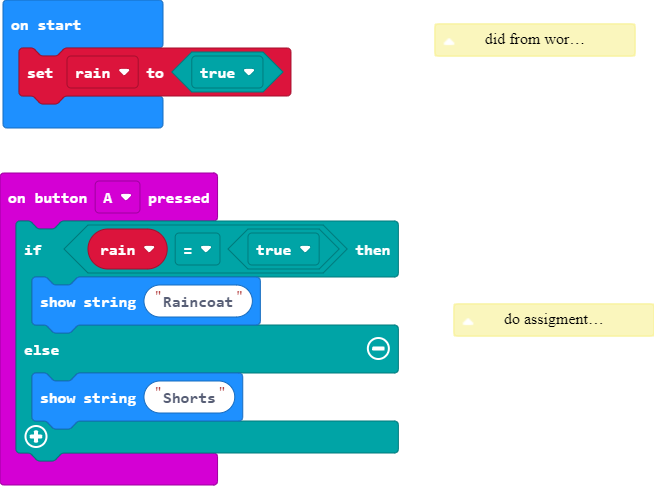 on start
did from wor…
set rain to true
on button A pressed
if rain = true then
show string "Raincoat"
do assigment…
else
show string "Shorts"